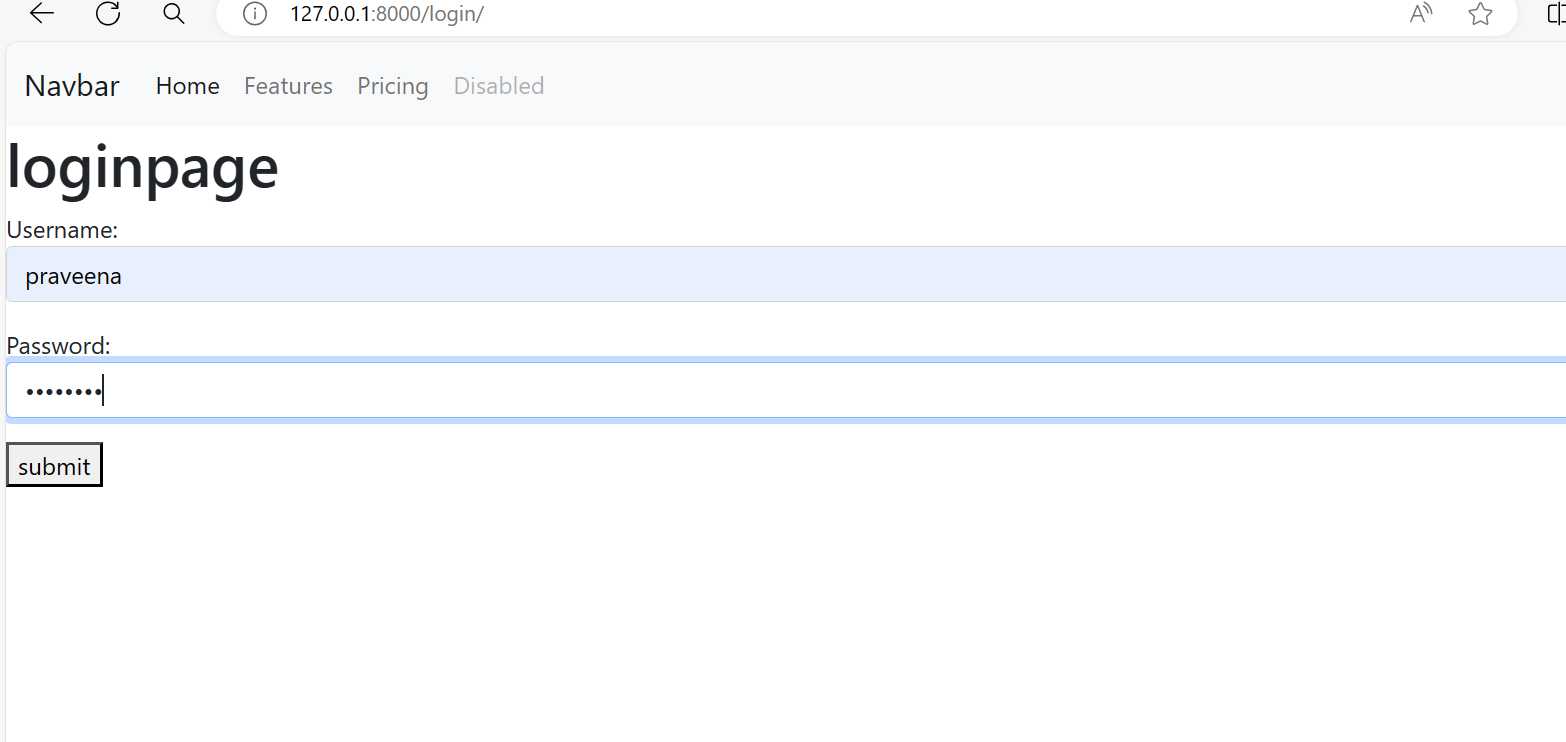 127.0.0.1:8000/login/
Navbar Home Features Pricing Disabled
loginpage
Username:
praveena
Password:
••••••••
submit